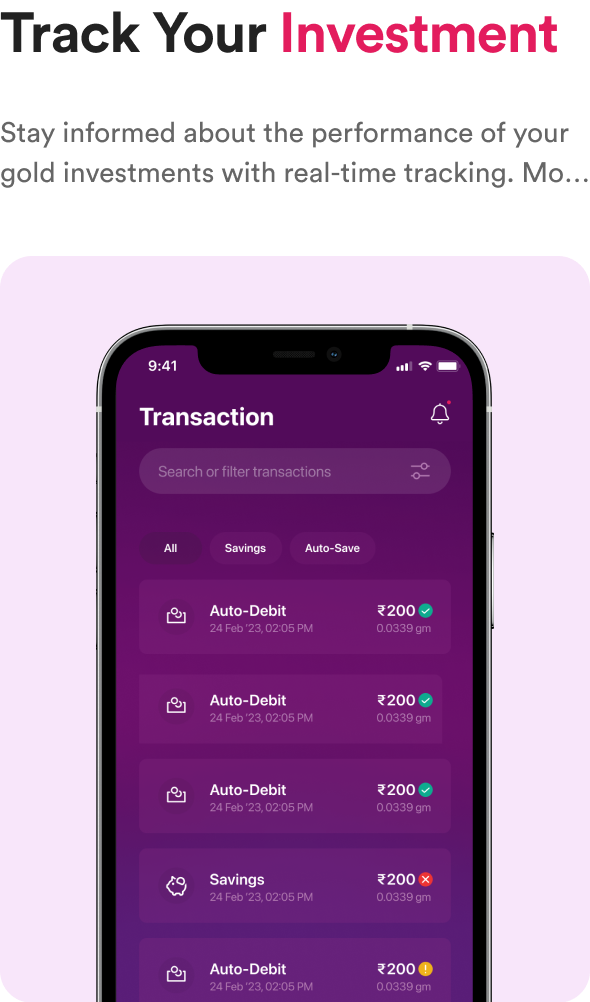 Track Your Investment
Stay informed about the performance of your
gold investments with real-time tracking. Mo...
9:41
Transaction
Search or filter transactions
All Savings Auto-Save
Auto-Debit ₹200
24 Feb '23, 02:05 PM 0.0339 gm
Auto-Debit ₹200
24 Feb '23, 02:05 PM 0.0339 gm
Auto-Debit ₹200
24 Feb '23, 02:05 PM 0.0339 gm
Savings ₹200
24 Feb '23, 02:05 PM 0.0339 gm
Auto-Debit ₹200
24 Feb '23, 02:05 PM 0.0339 gm